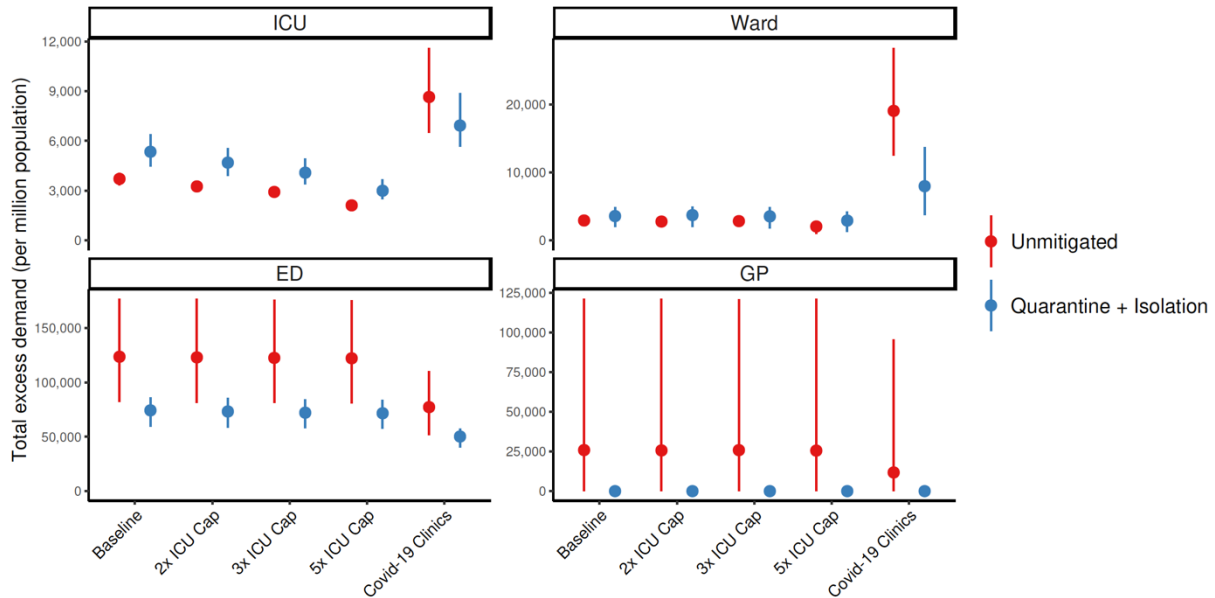 ICU
Ward
Total excess demand (per million population)
12,000
9,000
6,000
3,000
0
20,000
10,000
0
Unmitigated
Quarantine + Isolation
ED
GP
150,000
100,000
50,000
0
125,000
100,000
75,000
50,000
25,000
0
Baseline
2x ICU Cap
3x ICU Cap
5x ICU Cap
Covid-19 Clinics
Baseline
2x ICU Cap
3x ICU Cap
5x ICU Cap
Covid-19 Clinics